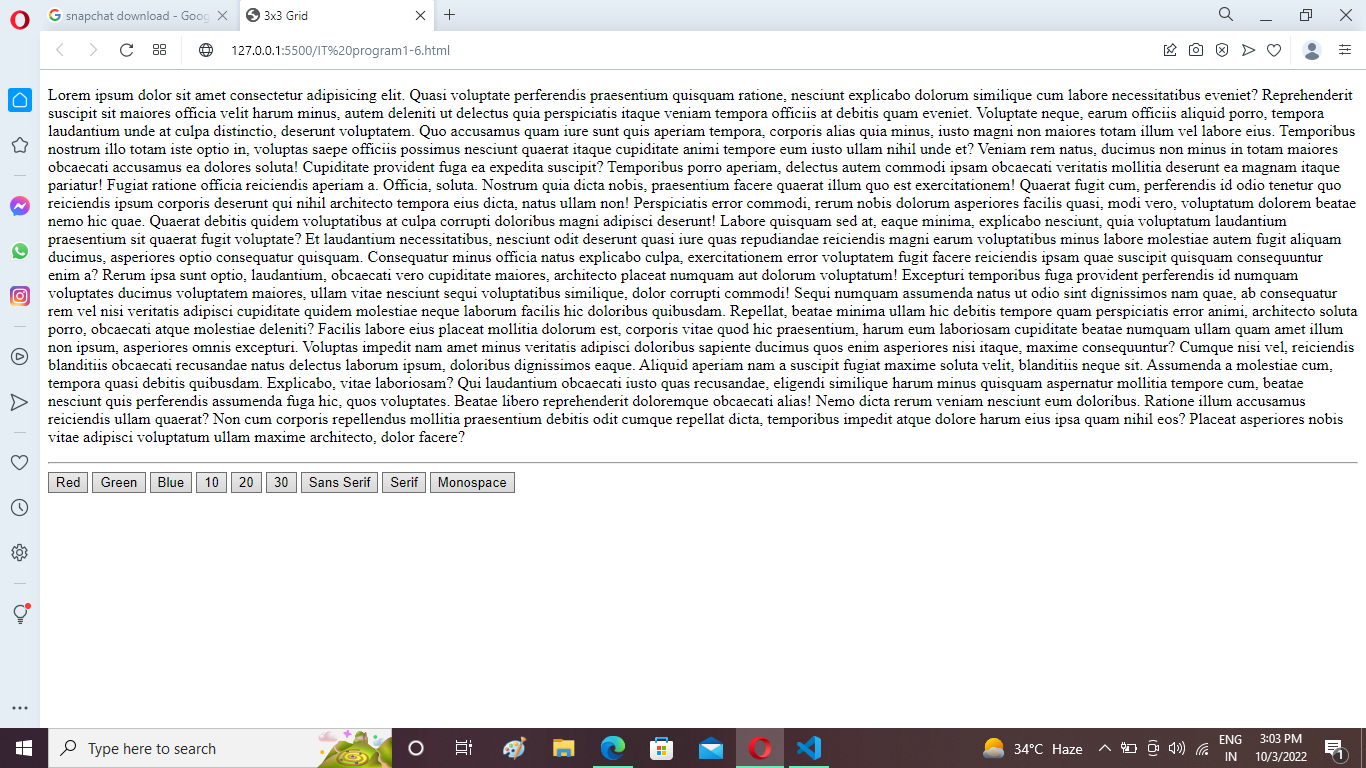 snapchat download - Goog
3x3 Grid
127.0.0.1:5500/IT%20program1-6.html
Lorem ipsum dolor sit amet consectetur adipisicing elit. Quasi voluptate perferendis praesentium quisquam ratione, nesciunt explicabo dolorum similique cum labore necessitatibus eveniet? Reprehenderit
suscipit sit maiores officia velit harum minus, autem deleniti ut delectus quia perspiciatis itaque veniam tempora officiis at debitis quam eveniet. Voluptate neque, earum officiis aliquid porro, tempora
laudantium unde at culpa distinctio, deserunt voluptatem. Quo accusamus quam iure sunt quis aperiam tempora, corporis alias quia minus, iusto magni non maiores totam illum vel labore eius. Temporibus
nostrum illo totam iste optio in, voluptas saepe officiis possimus nesciunt quaerat itaque cupiditate animi tempore eum iusto ullam nihil unde et? Veniam rem natus, ducimus non minus in totam maiores
obcaecati accusamus ea dolores soluta! Cupiditate provident fuga ea expedita suscipit? Temporibus porro aperiam, delectus autem commodi ipsam obcaecati veritatis mollitia deserunt ea magnam itaque
pariatur! Fugiat ratione officia reiciendis aperiam a. Officia, soluta. Nostrum quia dicta nobis, praesentium facere quaerat illum quo est exercitationem! Quaerat fugit cum, perferendis id odio tenetur quo
reiciendis ipsum corporis deserunt qui nihil architecto tempora eius dicta, natus ullam non! Perspiciatis error commodi, rerum nobis dolorum asperiores facilis quasi, modi vero, voluptatum dolorem beatae
nemo hic quae. Quaerat debitis quidem voluptatibus at culpa corrupti doloribus magni adipisci deserunt! Labore quisquam sed at, eaque minima, explicabo nesciunt, quia voluptatum laudantium
praesentium sit quaerat fugit voluptate? Et laudantium necessitatibus, nesciunt odit deserunt quasi iure quas repudiandae reiciendis magni earum voluptatibus minus labore molestiae autem fugit aliquam
ducimus, asperiores optio consequatur quisquam. Consequatur minus officia natus explicabo culpa, exercitationem error voluptatem fugit facere reiciendis ipsam quae suscipit quisquam consequuntur
enim a? Rerum ipsa sunt optio, laudantium, obcaecati vero cupiditate maiores, architecto placeat numquam aut dolorum voluptatum! Excepturi temporibus fuga provident perferendis id numquam
voluptates ducimus voluptatem maiores, ullam vitae nesciunt sequi voluptatibus similique, dolor corrupti commodi! Sequi numquam assumenda natus ut odio sint dignissimos nam quae, ab consequatur
rem vel nisi veritatis adipisci cupiditate quidem molestiae neque laborum facilis hic doloribus quibusdam. Repellat, beatae minima ullam hic debitis tempore quam perspiciatis error animi, architecto soluta
porro, obcaecati atque molestiae deleniti? Facilis labore eius placeat mollitia dolorum est, corporis vitae quod hic praesentium, harum eum laboriosam cupiditate beatae numquam ullam quam amet illum
non ipsum, asperiores omnis excepturi. Voluptas impedit nam amet minus veritatis adipisci doloribus sapiente ducimus quos enim asperiores nisi itaque, maxime consequuntur? Cumque nisi vel, reiciendis
blanditiis obcaecati recusandae natus delectus laborum ipsum, doloribus dignissimos eaque. Aliquid aperiam nam a suscipit fugiat maxime soluta velit, blanditiis neque sit. Assumenda a molestiae cum,
tempora quasi debitis quibusdam. Explicabo, vitae laboriosam? Qui laudantium obcaecati iusto quas recusandae, eligendi similique harum minus quisquam aspernatur mollitia tempore cum, beatae
nesciunt quis perferendis assumenda fuga hic, quos voluptates. Beatae libero reprehenderit doloremque obcaecati alias! Nemo dicta rerum veniam nesciunt eum doloribus. Ratione illum accusamus
reiciendis ullam quaerat? Non cum corporis repellendus mollitia praesentium debitis odit cumque repellat dicta, temporibus impedit atque dolore harum eius ipsa quam nihil eos? Placeat asperiores nobis
vitae adipisci voluptatum ullam maxime architecto, dolor facere?
Red Green Blue 10 20 30 Sans Serif Serif Monospace
Type here to search
34°C Haze
ENG
IN
3:03 PM
10/3/2022
1